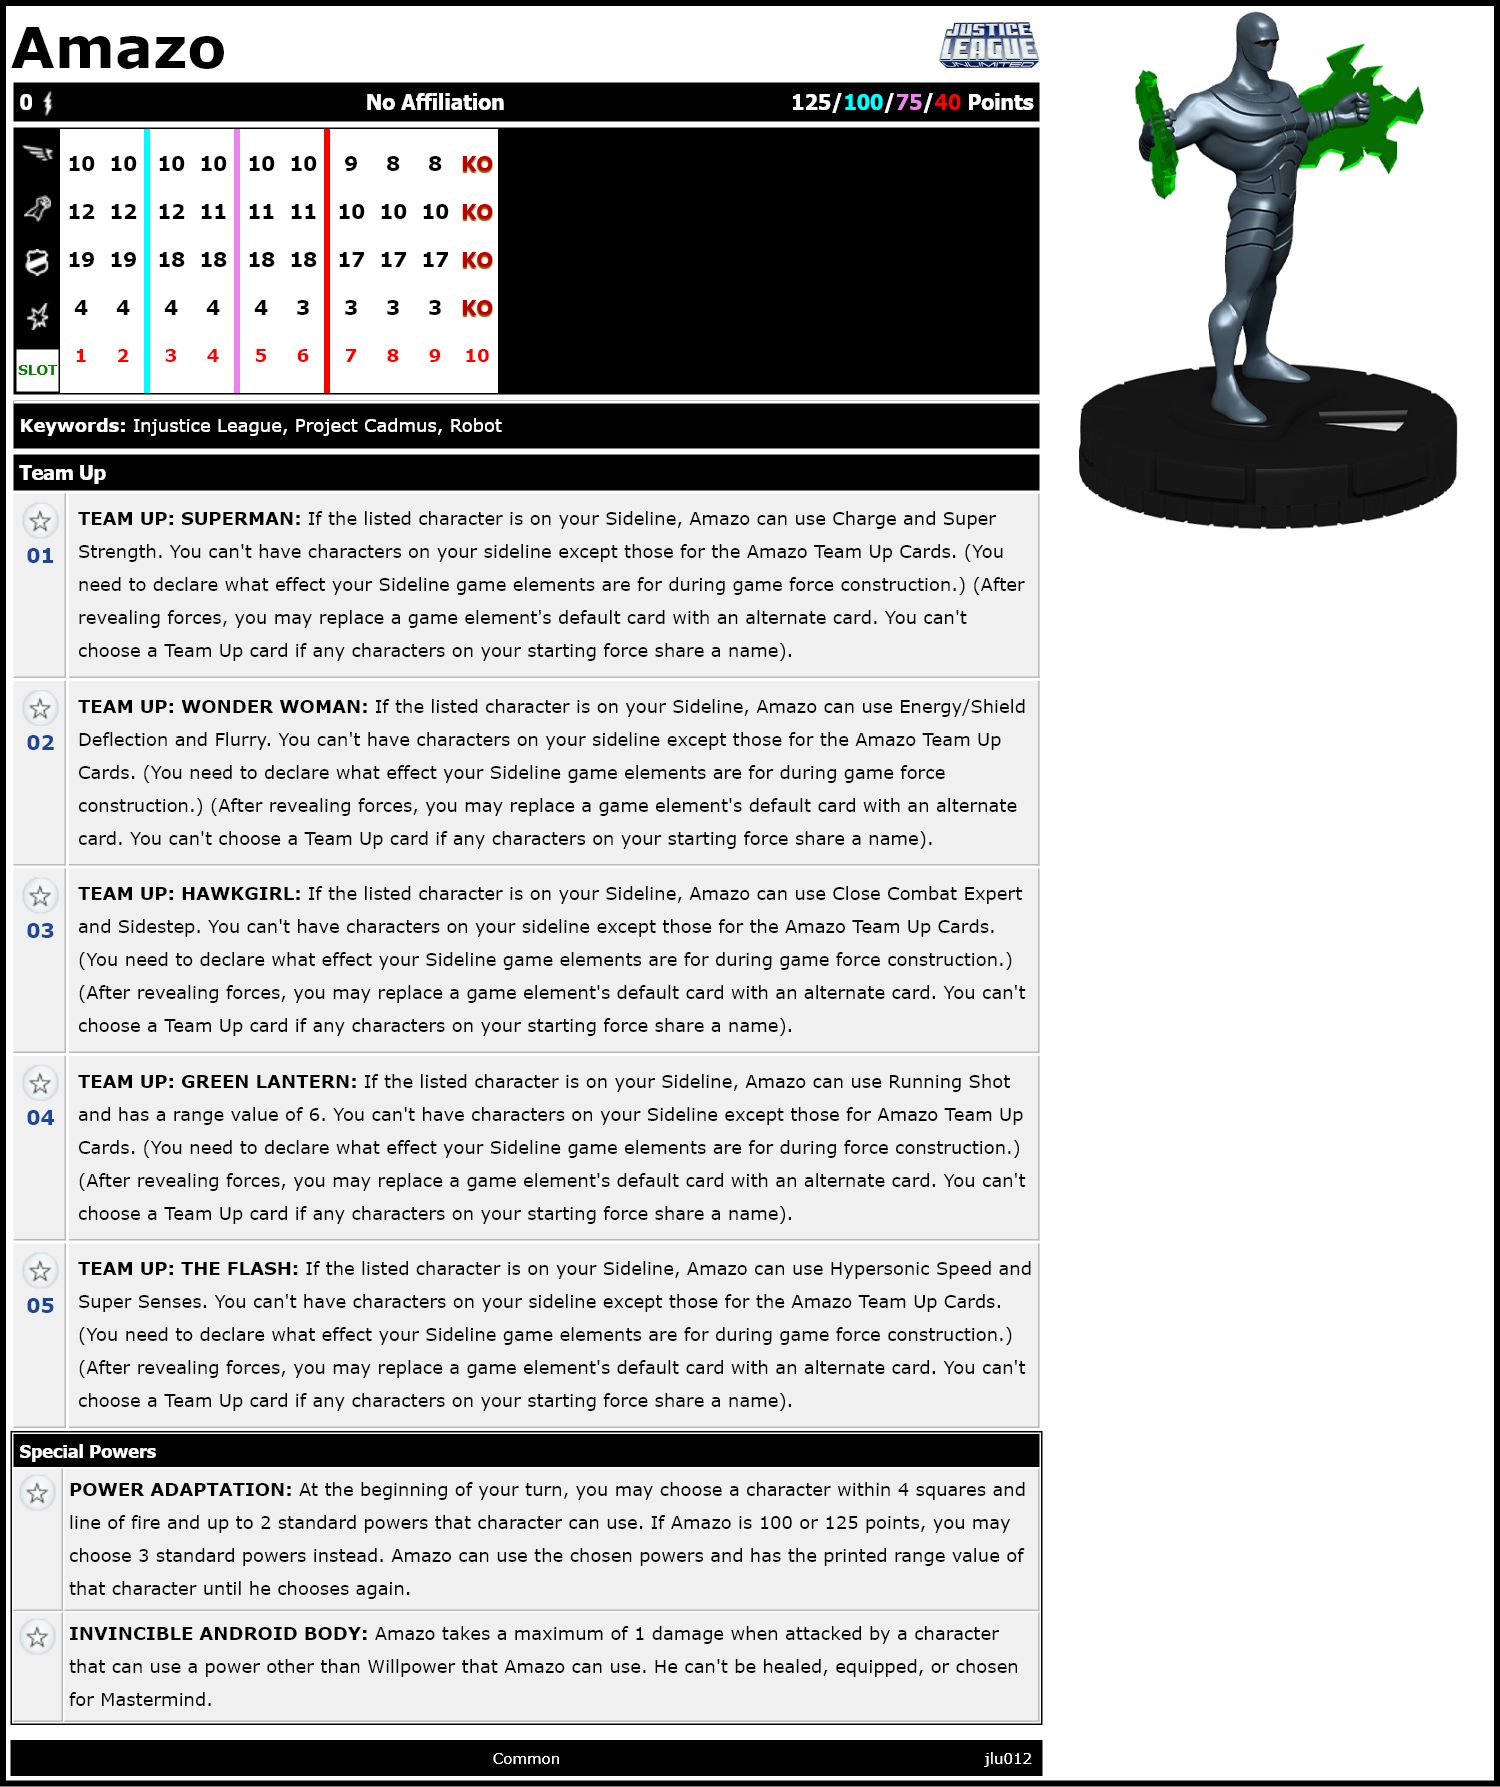 Amazo
JUSTICE
LEAGUE
UNLIMITED
0 No Affiliation 125/100/75/40 Points
10 10 10 10 10 10 9 8 8 KO
12 12 12 11 11 11 10 10 10 KO
19 19 18 18 18 18 17 17 17 KO
4 4 4 4 4 3 3 3 3 KO
SLOT 1 2 3 4 5 6 7 8 9 10
Keywords: Injustice League, Project Cadmus, Robot
Team Up
01
TEAM UP: SUPERMAN: If the listed character is on your Sideline, Amazo can use Charge and Super
Strength. You can't have characters on your sideline except those for the Amazo Team Up Cards. (You
need to declare what effect your Sideline game elements are for during game force construction.) (After
revealing forces, you may replace a game element's default card with an alternate card. You can't
choose a Team Up card if any characters on your starting force share a name).
02
TEAM UP: WONDER WOMAN: If the listed character is on your Sideline, Amazo can use Energy/Shield
Deflection and Flurry. You can't have characters on your sideline except those for the Amazo Team Up
Cards. (You need to declare what effect your Sideline game elements are for during game force
construction.) (After revealing forces, you may replace a game element's default card with an alternate
card. You can't choose a Team Up card if any characters on your starting force share a name).
03
TEAM UP: HAWKGIRL: If the listed character is on your Sideline, Amazo can use Close Combat Expert
and Sidestep. You can't have characters on your sideline except those for the Amazo Team Up Cards.
(You need to declare what effect your Sideline game elements are for during game force construction.)
(After revealing forces, you may replace a game element's default card with an alternate card. You can't
choose a Team Up card if any characters on your starting force share a name).
04
TEAM UP: GREEN LANTERN: If the listed character is on your Sideline, Amazo can use Running Shot
and has a range value of 6. You can't have characters on your Sideline except those for Amazo Team Up
Cards. (You need to declare what effect your Sideline game elements are for during force construction.)
(After revealing forces, you may replace a game element's default card with an alternate card. You can't
choose a Team Up card if any characters on your starting force share a name).
05
TEAM UP: THE FLASH: If the listed character is on your Sideline, Amazo can use Hypersonic Speed and
Super Senses. You can't have characters on your sideline except those for the Amazo Team Up Cards.
(You need to declare what effect your Sideline game elements are for during game force construction.)
(After revealing forces, you may replace a game element's default card with an alternate card. You can't
choose a Team Up card if any characters on your starting force share a name).
Special Powers
POWER ADAPTATION: At the beginning of your turn, you may choose a character within 4 squares and
line of fire and up to 2 standard powers that character can use. If Amazo is 100 or 125 points, you may
choose 3 standard powers instead. Amazo can use the chosen powers and has the printed range value of
that character until he chooses again.
INVINCIBLE ANDROID BODY: Amazo takes a maximum of 1 damage when attacked by a character
that can use a power other than Willpower that Amazo can use. He can't be healed, equipped, or chosen
for Mastermind.
Common jlu012